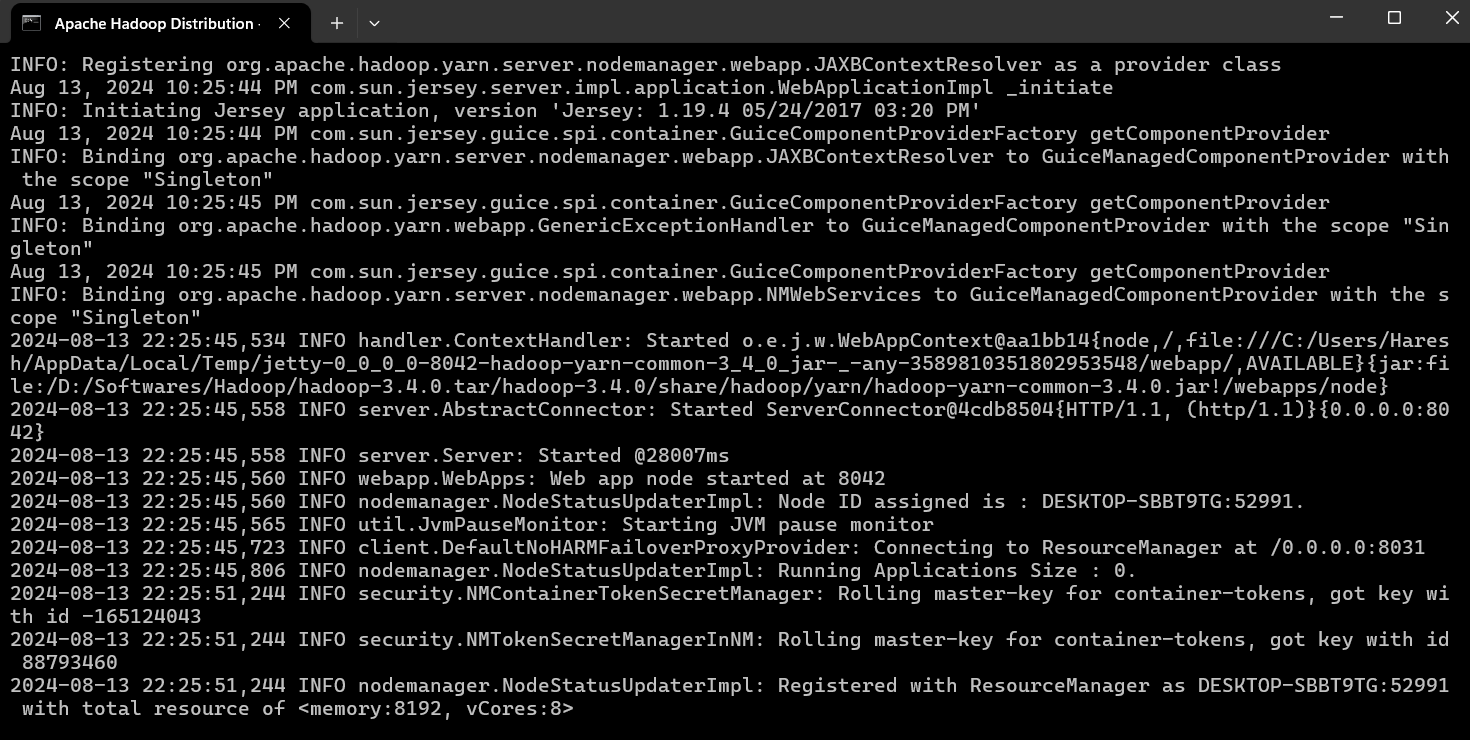 Apache Hadoop Distribution -
INFO: Registering org.apache.hadoop.yarn.server.nodemanager.webapp.JAXBContextResolver as a provider class
Aug 13, 2024 10:25:44 PM com.sun.jersey.server.impl.application.WebApplicationImpl _initiate
INFO: Initiating Jersey application, version 'Jersey: 1.19.4 05/24/2017 03:20 PM'
Aug 13, 2024 10:25:44 PM com.sun.jersey.guice.spi.container.GuiceComponentProviderFactory getComponentProvider
INFO: Binding org.apache.hadoop.yarn.server.nodemanager.webapp.JAXBContextResolver to GuiceManagedComponentProvider with
 the scope "Singleton"
Aug 13, 2024 10:25:45 PM com.sun.jersey.guice.spi.container.GuiceComponentProviderFactory getComponentProvider
INFO: Binding org.apache.hadoop.yarn.webapp.GenericExceptionHandler to GuiceManagedComponentProvider with the scope "Sin
gleton"
Aug 13, 2024 10:25:45 PM com.sun.jersey.guice.spi.container.GuiceComponentProviderFactory getComponentProvider
INFO: Binding org.apache.hadoop.yarn.server.nodemanager.webapp.NMWebServices to GuiceManagedComponentProvider with the s
cope "Singleton"
2024-08-13 22:25:45,534 INFO handler.ContextHandler: Started o.e.j.w.WebAppContext@aa1bb14{node,/,file:///C:/Users/Hares
h/AppData/Local/Temp/jetty-0_0_0_0-8042-hadoop-yarn-common-3_4_0_jar-_-any-3589810351802953548/webapp/,AVAILABLE}{jar:fi
le:/D:/Softwares/Hadoop/hadoop-3.4.0.tar/hadoop-3.4.0/share/hadoop/yarn/hadoop-yarn-common-3.4.0.jar!/webapps/node}
2024-08-13 22:25:45,558 INFO server.AbstractConnector: Started ServerConnector@4cdb8504{HTTP/1.1, (http/1.1)}{0.0.0.0:80
42}
2024-08-13 22:25:45,558 INFO server.Server: Started @28007ms
2024-08-13 22:25:45,560 INFO webapp.WebApps: Web app node started at 8042
2024-08-13 22:25:45,560 INFO nodemanager.NodeStatusUpdaterImpl: Node ID assigned is : DESKTOP-SBBT9TG:52991.
2024-08-13 22:25:45,565 INFO util.JvmPauseMonitor: Starting JVM pause monitor
2024-08-13 22:25:45,723 INFO client.DefaultNoHARMFailoverProxyProvider: Connecting to ResourceManager at /0.0.0.0:8031
2024-08-13 22:25:45,806 INFO nodemanager.NodeStatusUpdaterImpl: Running Applications Size : 0.
2024-08-13 22:25:51,244 INFO security.NMContainerTokenSecretManager: Rolling master-key for container-tokens, got key wi
th id -165124043
2024-08-13 22:25:51,244 INFO security.NMTokenSecretManagerInNM: Rolling master-key for container-tokens, got key with id
 88793460
2024-08-13 22:25:51,244 INFO nodemanager.NodeStatusUpdaterImpl: Registered with ResourceManager as DESKTOP-SBBT9TG:52991
 with total resource of <memory:8192, vCores:8>